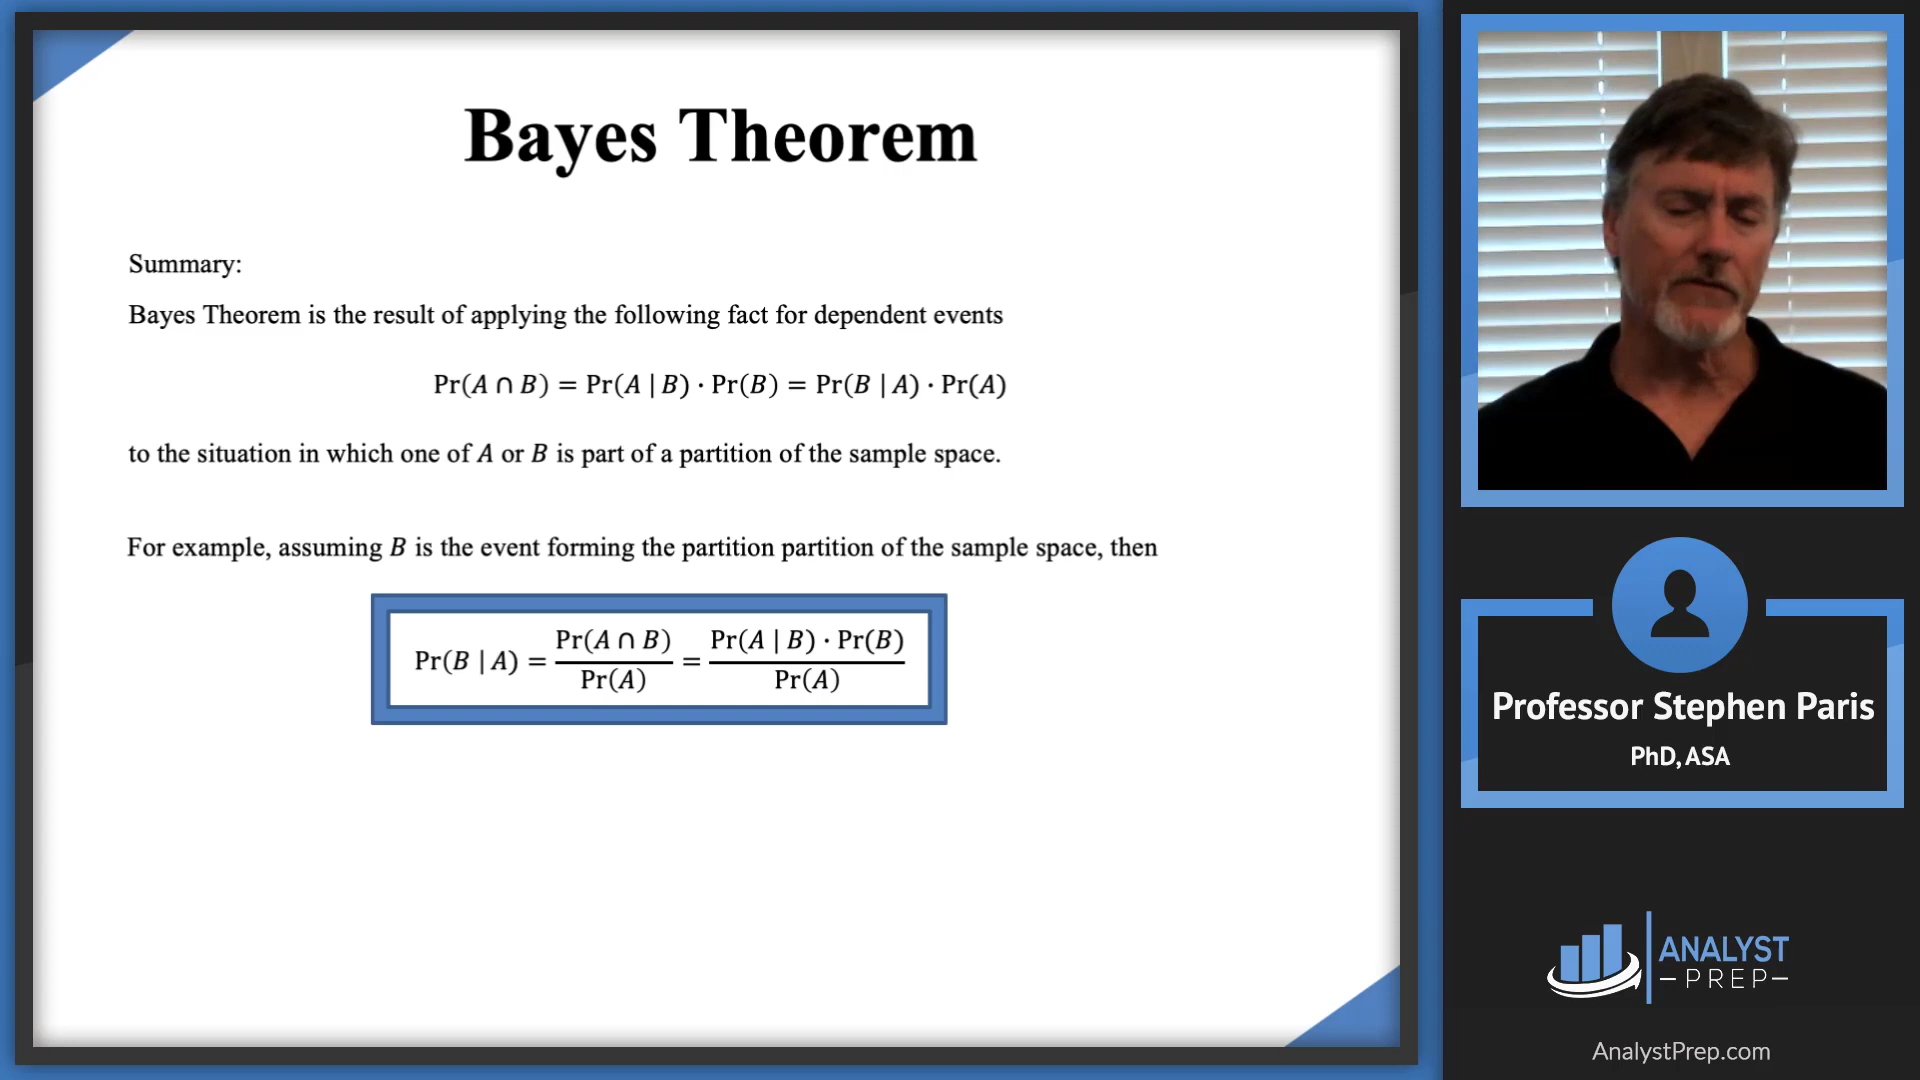 Bayes Theorem
Summary:
Bayes Theorem is the result of applying the following fact for dependent events
Pr(A ∩ B) = Pr(A | B) · Pr(B) = Pr(B | A) · Pr(A)
to the situation in which one of A or B is part of a partition of the sample space.
For example, assuming B is the event forming the partition partition of the sample space, then
Pr(B | A) = Pr(A ∩ B) / Pr(A) = Pr(A | B) · Pr(B) / Pr(A)
Professor Stephen Paris
PhD, ASA
ANALYST
PREP
AnalystPrep.com